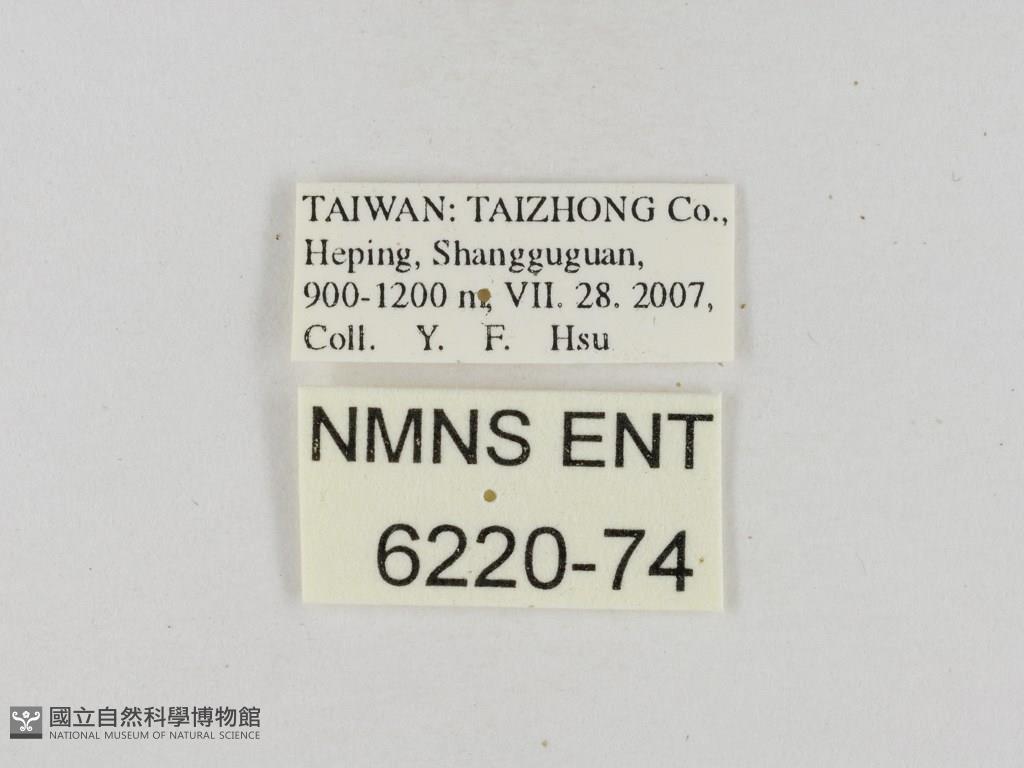 TAIWAN: TAIZHONG Co.,
Heping, Shangguguan,
900-1200 m, VII. 28. 2007,
Coll. Y. F. Hsu
NMNS ENT
6220-74
國立自然科學博物館
NATIONAL MUSEUM OF NATURAL SCIENCE